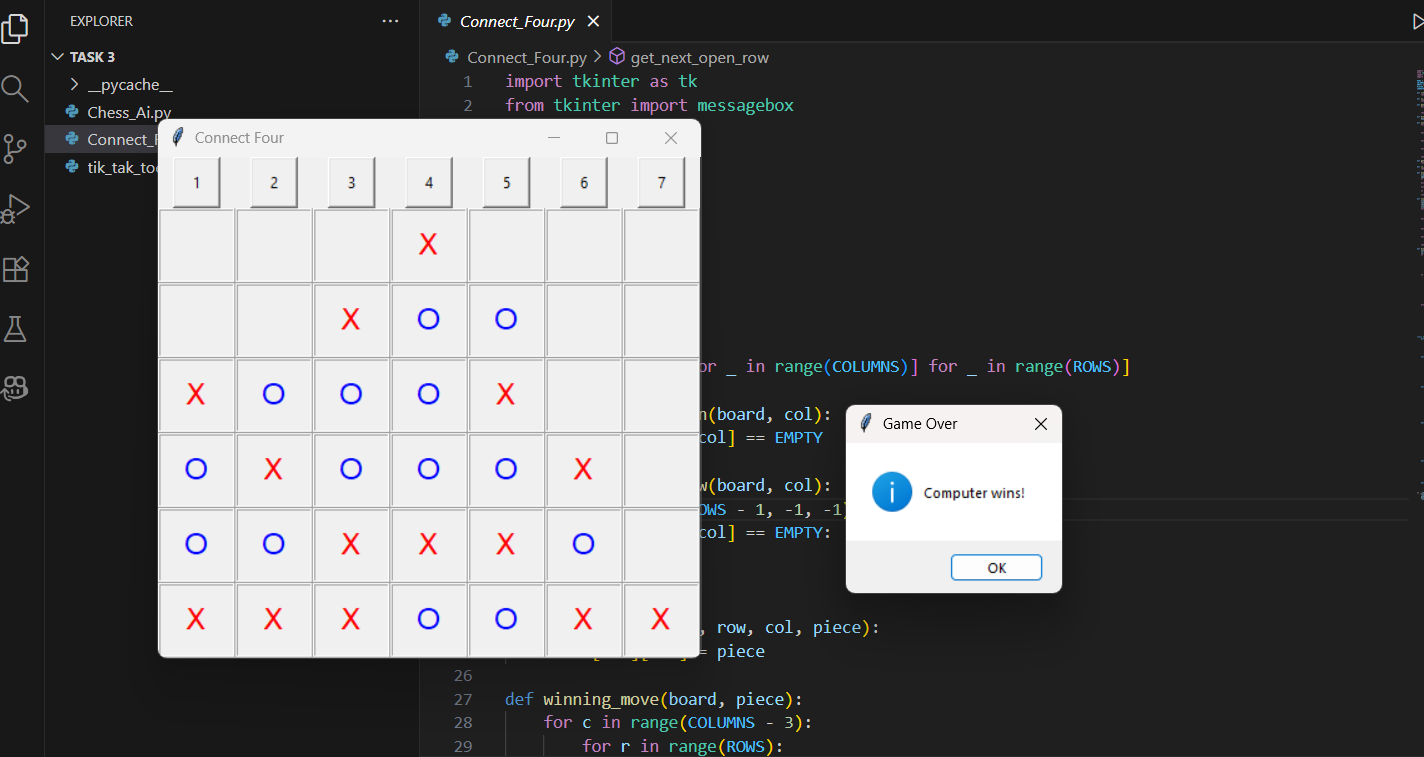 EXPLORER ...
TASK 3
__pycache__
Chess_Ai.py
Connect_F
tik_tak_to
Connect_Four.py
Connect_Four.py > get_next_open_row
1 import tkinter as tk
2 from tkinter import messagebox
Connect Four
1 2 3 4 5 6 7
X
X O O
X O O O X
O X O O O X
O O X X X O
X X X O O X X
or _ in range(COLUMNS)] for _ in range(ROWS)]
(board, col):
col] == EMPTY
(board, col):
OWS - 1, -1, -1)
col] == EMPTY:
, row, col, piece):
= piece
26
27 def winning_move(board, piece):
28 for c in range(COLUMNS - 3):
29 for r in range(ROWS):
Game Over
Computer wins!
OK